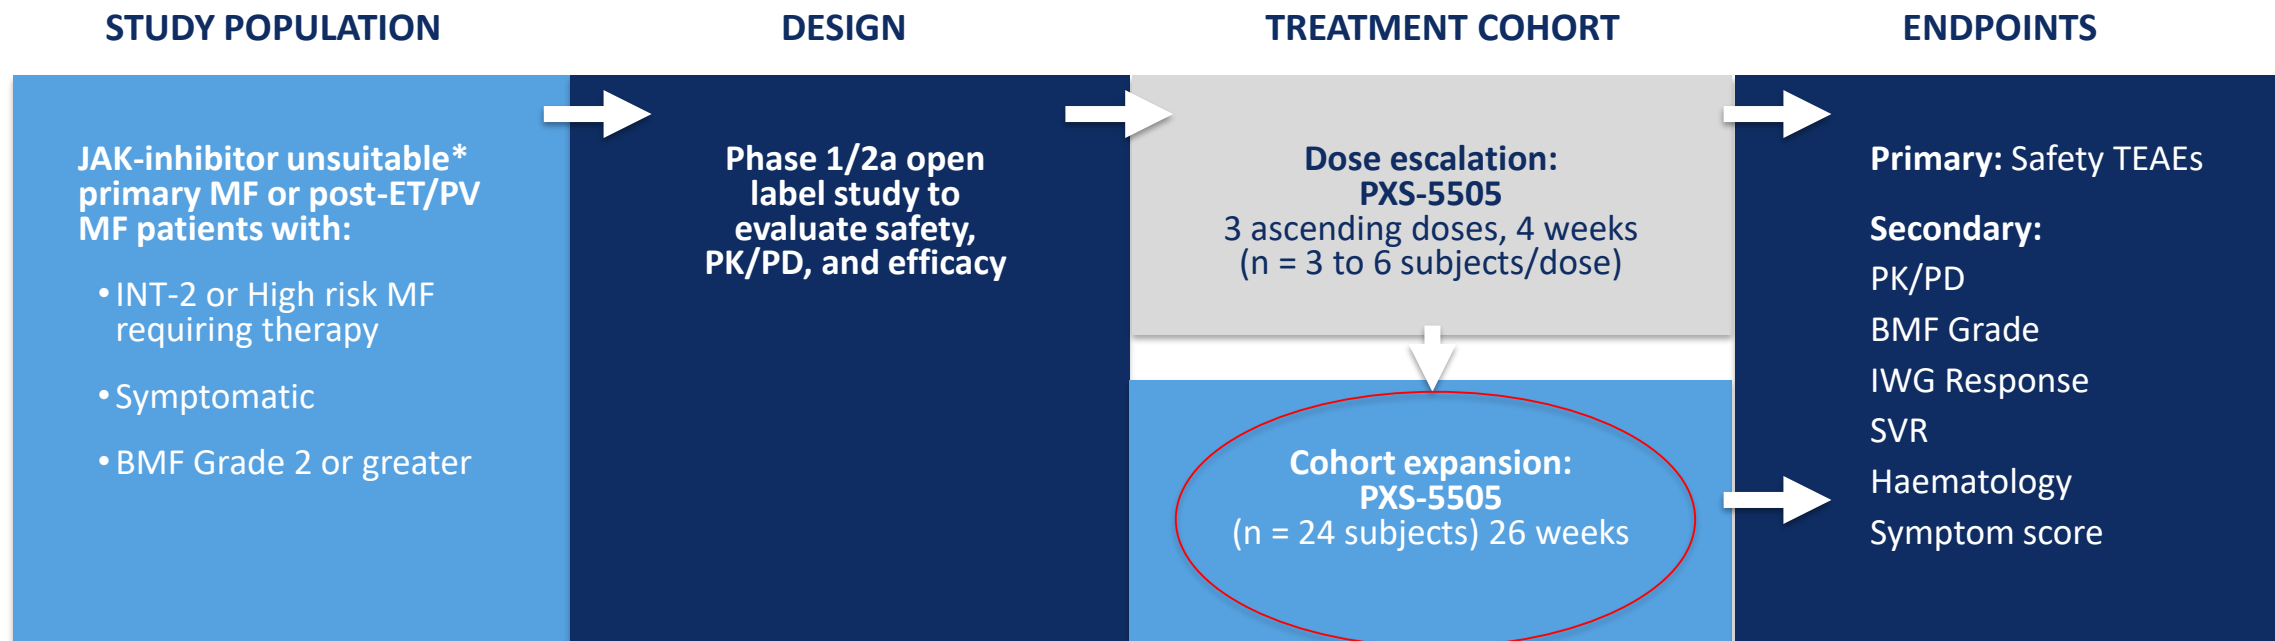 STUDY POPULATION
DESIGN
TREATMENT COHORT
ENDPOINTS
JAK-inhibitor unsuitable*
primary MF or post-ET/PV
MF patients with:
• INT-2 or High risk MF
requiring therapy
• Symptomatic
• BMF Grade 2 or greater
Phase 1/2a open
label study to
evaluate safety,
PK/PD, and efficacy
Dose escalation:
PXS-5505
3 ascending doses, 4 weeks
(n = 3 to 6 subjects/dose)
Cohort expansion:
PXS-5505
(n = 24 subjects) 26 weeks
Primary: Safety TEAEs
Secondary:
PK/PD
BMF Grade
IWG Response
SVR
Haematology
Symptom score